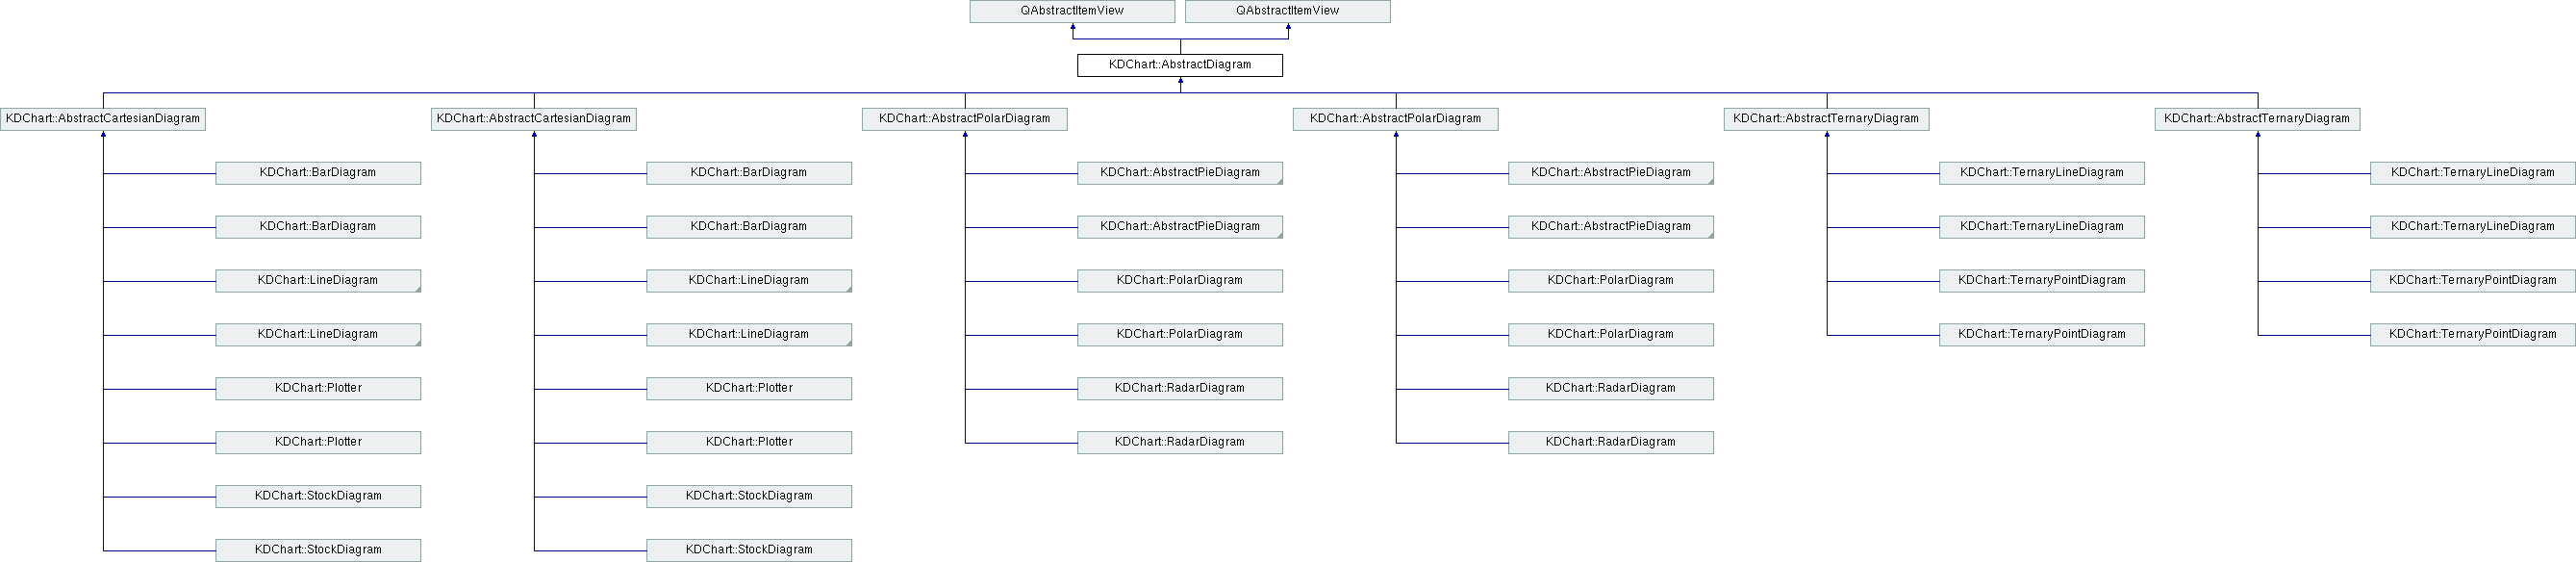 QAbstractItemView QAbstractItemView
KDChart::AbstractDiagram
KDChart::AbstractCartesianDiagram KDChart::AbstractCartesianDiagram KDChart::AbstractPolarDiagram KDChart::AbstractPolarDiagram KDChart::AbstractTernaryDiagram KDChart::AbstractTernaryDiagram
KDChart::BarDiagram KDChart::BarDiagram KDChart::AbstractPieDiagram KDChart::AbstractPieDiagram KDChart::TernaryLineDiagram KDChart::TernaryLineDiagram
KDChart::BarDiagram KDChart::BarDiagram KDChart::AbstractPieDiagram KDChart::AbstractPieDiagram KDChart::TernaryLineDiagram KDChart::TernaryLineDiagram
KDChart::LineDiagram KDChart::LineDiagram KDChart::PolarDiagram KDChart::PolarDiagram KDChart::TernaryPointDiagram KDChart::TernaryPointDiagram
KDChart::LineDiagram KDChart::LineDiagram KDChart::PolarDiagram KDChart::PolarDiagram KDChart::TernaryPointDiagram KDChart::TernaryPointDiagram
KDChart::Plotter KDChart::Plotter KDChart::RadarDiagram KDChart::RadarDiagram
KDChart::Plotter KDChart::Plotter KDChart::RadarDiagram KDChart::RadarDiagram
KDChart::StockDiagram KDChart::StockDiagram
KDChart::StockDiagram KDChart::StockDiagram